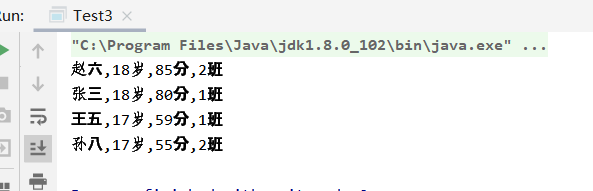 Run: Test3
"C:\Program Files\Java\jdk1.8.0_102\bin\java.exe" ...
赵六,18岁,85分,2班
张三,18岁,80分,1班
王五,17岁,59分,1班
孙八,17岁,55分,2班